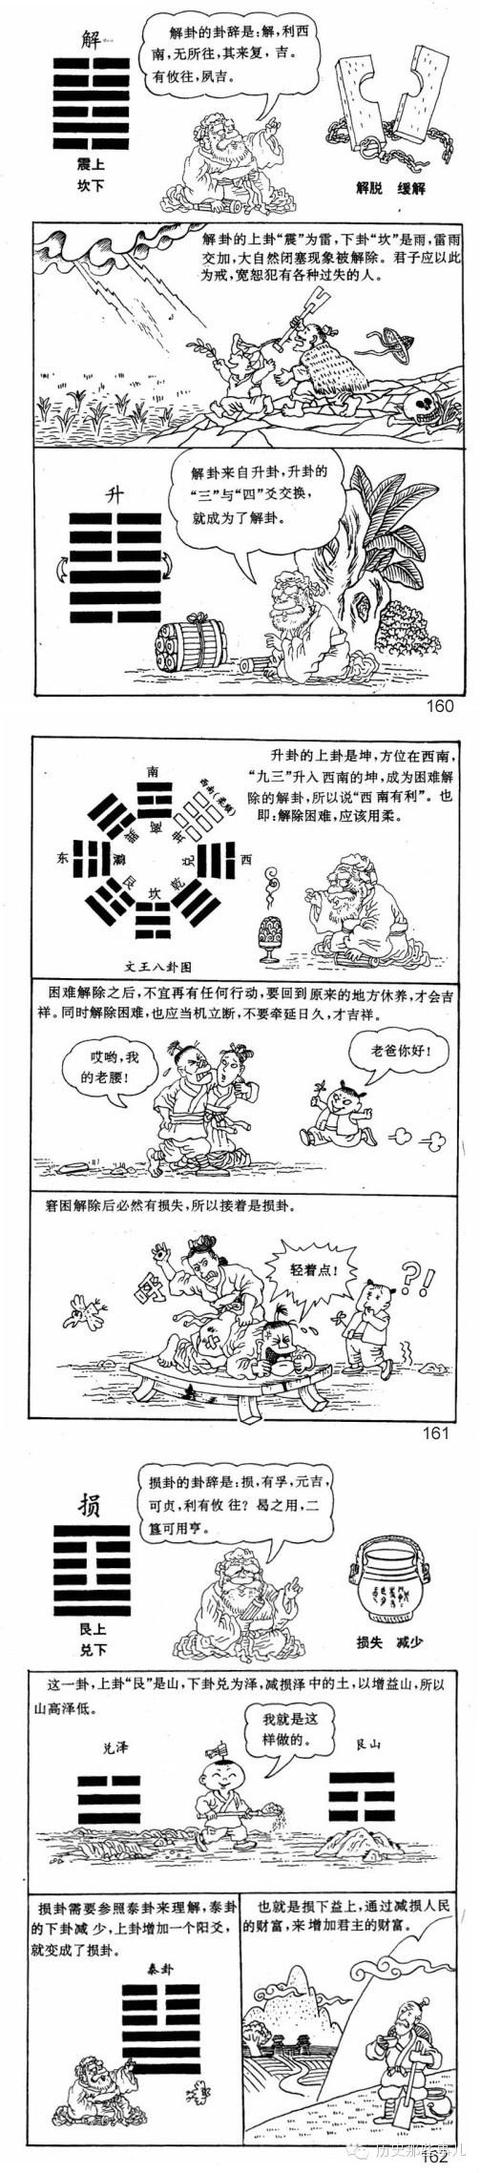 解
解卦的卦辞是：解，利西
南，无所往，其来复，吉。
有攸往，夙吉。
震上
坎下
解脱 缓解
解卦的上卦“震”为雷，下卦“坎”是雨，雷雨
交加，大自然闭塞现象被解除。君子应以此
为戒，宽恕犯有各种过失的人。
升
解卦来自升卦，升卦的
“三”与“四”爻交换，
就成为了解卦。
160
升卦的上卦是坤，方位在西南，
“九三”升入西南的坤，成为困难解
除的解卦，所以说“西南有利”。也
即：解除困难，应该用柔。
南
东
西
离
坤
兑
乾
坎
艮
震
巽
文王八卦图
困难解除之后，不宜再有任何行动，要回到原来的地方休养，才会吉
祥。同时解除困难，也应当机立断，不要牵延日久，才吉祥。
哎哟，我
的老腰！
老爸你好！
窘困解除后必然有损失，所以接着是损卦。
呼
轻着点！
?!
161
损
损卦的卦辞是：损，有孚，元吉，
可贞，利有攸往？曷之用，二
簋可用亨。
艮上
兑下
损失 减少
这一卦，上卦“艮”是山，下卦兑为泽，减损泽中的土，以增益山，所以
山高泽低。
兑泽
我就是这
样做的。
艮山
损卦需要参照泰卦来理解，泰卦
的下卦减少，上卦增加一个阳爻，
就变成了损卦。
泰卦
也就是损下益上，通过减损人民
的财富，来增加君主的财富。
历史那些事儿
162